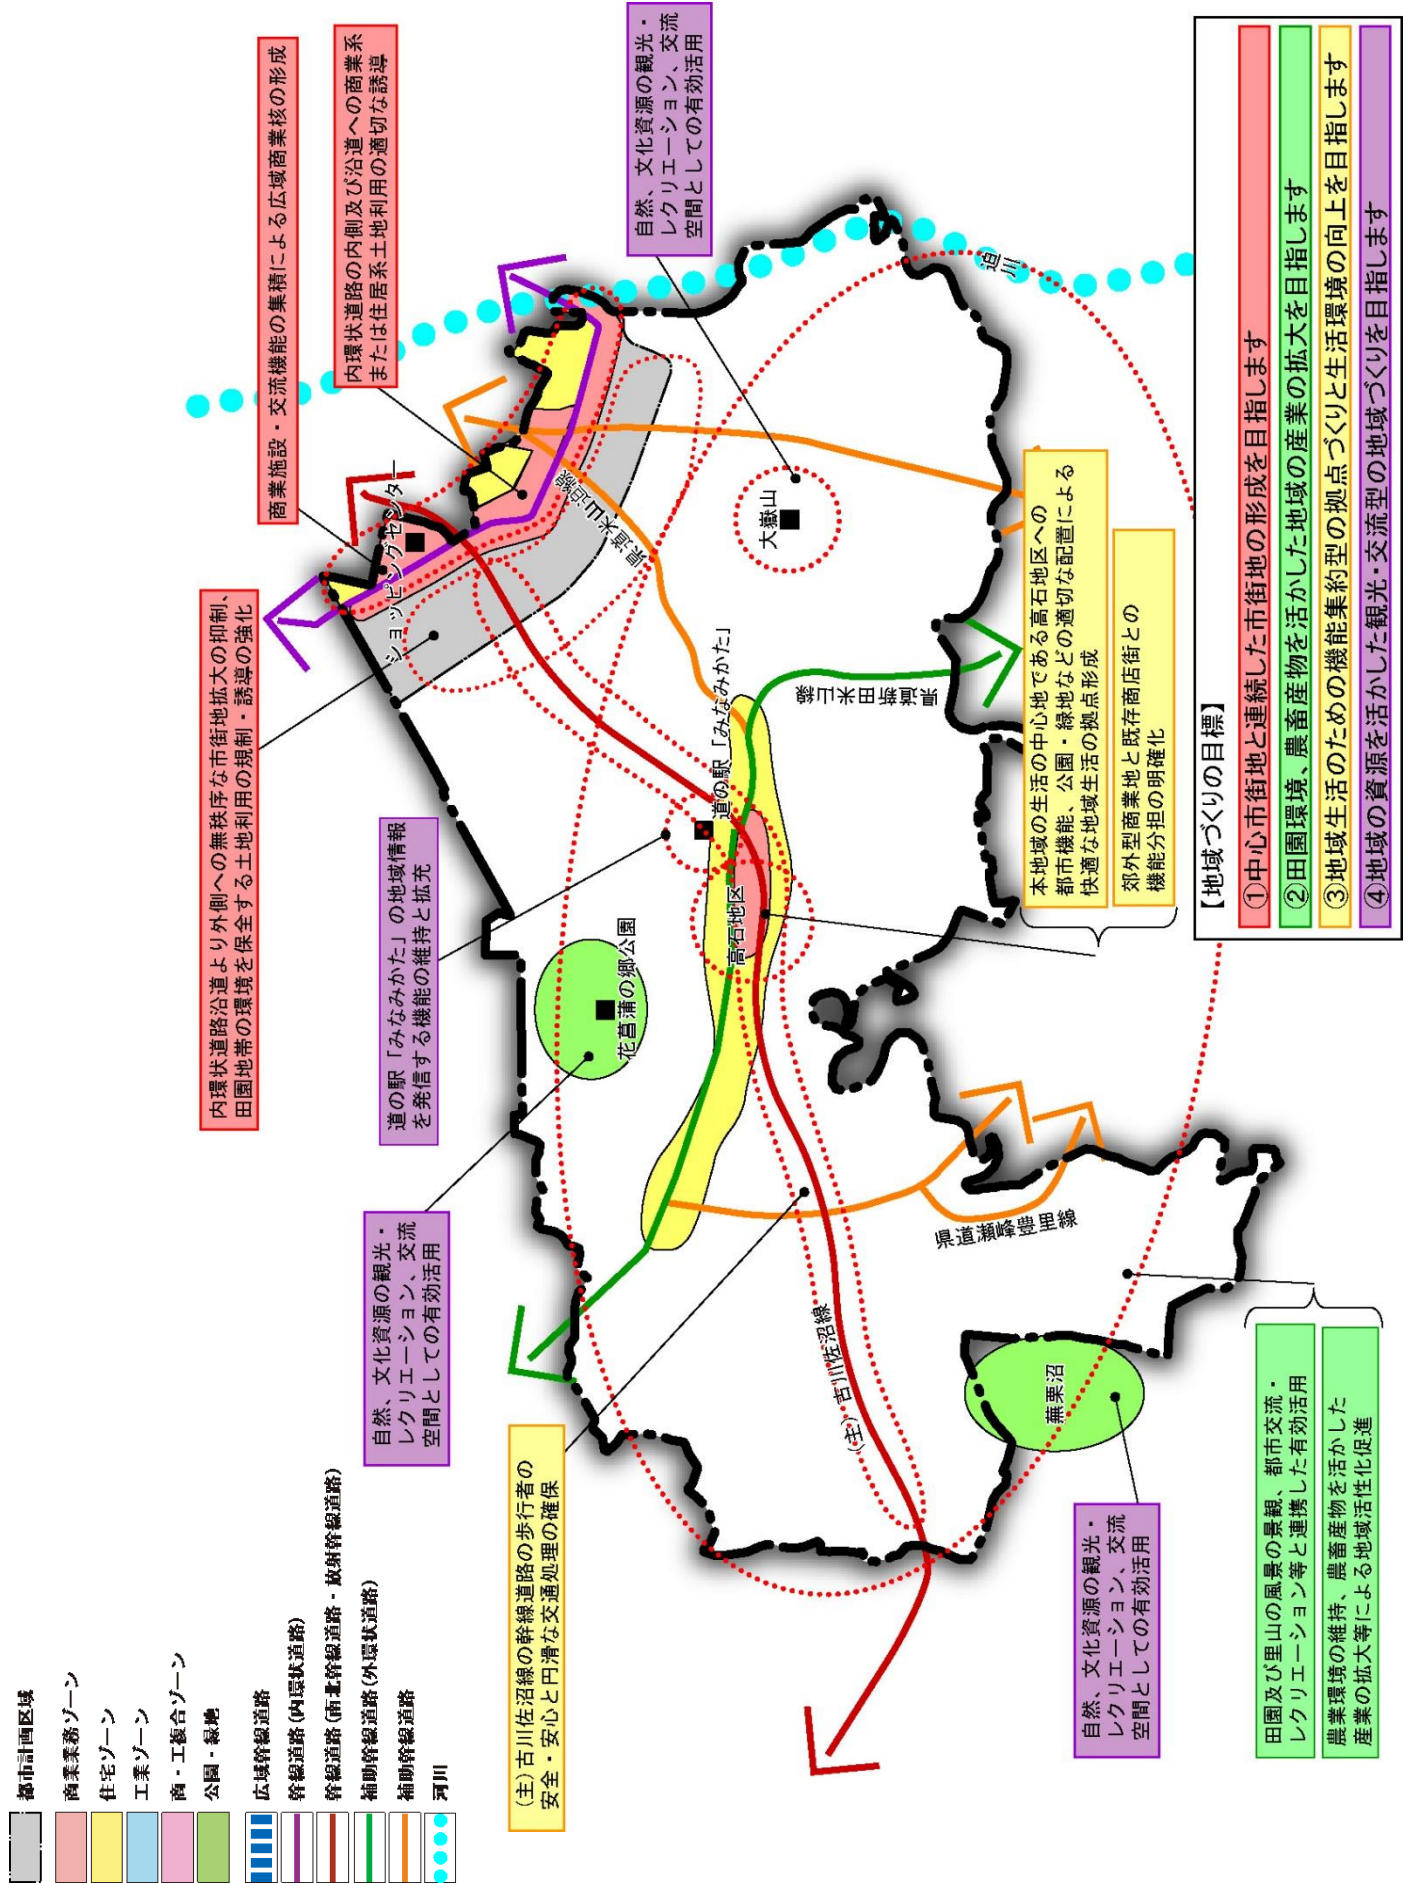 都市計画区域
商業業務ゾーン
住宅ゾーン
工業ゾーン
商・工複合ゾーン
公園・緑地
広域幹線道路
幹線道路(内環状道路)
幹線道路(南北幹線道路・放射幹線道路)
補助幹線道路(外環状道路)
補助幹線道路
河川
内環状道路沿道より外側への無秩序な市街地拡大の抑制、
田園地帯の環境を保全する土地利用の規制・誘導の強化
商業施設・交流機能の集積による広域商業核の形成
内環状道路の内側及び沿道への商業系
または住居系土地利用の適切な誘導
道の駅「みなみかた」の地域情報
を発信する機能の維持と拡充
自然、文化資源の観光・
レクリエーション、交流
空間としての有効活用
自然、文化資源の観光・
レクリエーション、交流
空間としての有効活用
(主)古川佐沼線の幹線道路の歩行者の
安全・安心と円滑な交通処理の確保
ショッピングセンター
県道米山迫線
大嶽山
迫川
道の駅「みなみかた」
県道新田米山線
高石地区
花菖蒲の郷公園
県道瀬峰豊里線
(主)古川佐沼線
蕪栗沼
本地域の生活の中心地である高石地区への
都市機能、公園・緑地などの適切な配置による
快適な地域生活の拠点形成
郊外型商業地と既存商店街との
機能分担の明確化
自然、文化資源の観光・
レクリエーション、交流
空間としての有効活用
田園及び里山の風景の景観、都市交流・
レクリエーション等と連携した有効活用
農業環境の維持、農畜産物を活かした
産業の拡大等による地域活性化促進
【地域づくりの目標】
①中心市街地と連続した市街地の形成を目指します
②田園環境、農畜産物を活かした地域の産業の拡大を目指します
③地域生活のための機能集約型の拠点づくりと生活環境の向上を目指します
④地域の資源を活かした観光・交流型の地域づくりを目指します